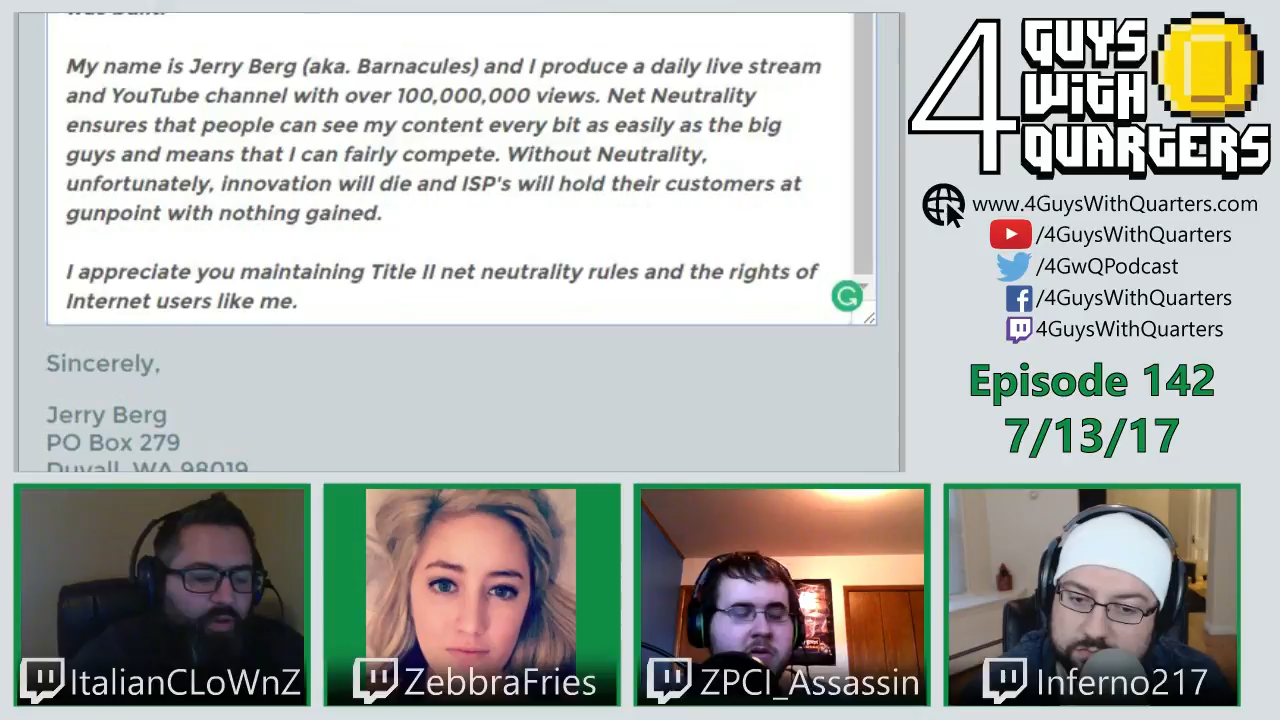 was built.
My name is Jerry Berg (aka. Barnacules) and I produce a daily live stream
and YouTube channel with over 100,000,000 views. Net Neutrality
ensures that people can see my content every bit as easily as the big
guys and means that I can fairly compete. Without Neutrality,
unfortunately, innovation will die and ISP's will hold their customers at
gunpoint with nothing gained.
I appreciate you maintaining Title II net neutrality rules and the rights of
Internet users like me.
Sincerely,
Jerry Berg
PO Box 279
Duvall, WA 98019
4 GUYS
WITH
QUARTERS
www.4GuysWithQuarters.com
/4GuysWithQuarters
/4GwQPodcast
/4GuysWithQuarters
4GuysWithQuarters
Episode 142
7/13/17
ItalianCLoWnZ
ZebbraFries
ZPCI_Assassin
Inferno217